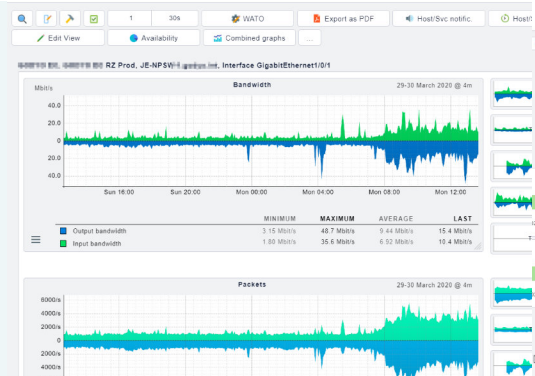 1 30s WATO Export as PDF Host/Svc notific. Host/
Edit View Availability Combined graphs ...
RZ Prod, JE-NPSW Interface GigabitEthernet1/0/1
Bandwidth 29-30 March 2020 @ 4m
Mbit/s
40.0
20.0
0
20.0
40.0
Sun 16:00 Sun 20:00 Mon 00:00 Mon 04:00 Mon 08:00 Mon 12:00
MINIMUM MAXIMUM AVERAGE LAST
Output bandwidth 3.15 Mbit/s 48.7 Mbit/s 9.44 Mbit/s 15.4 Mbit/s
Input bandwidth 1.80 Mbit/s 35.6 Mbit/s 6.92 Mbit/s 10.4 Mbit/s
Packets 29-30 March 2020 @ 4m
6000/s
4000/s
2000/s
0
2000/s
4000/s